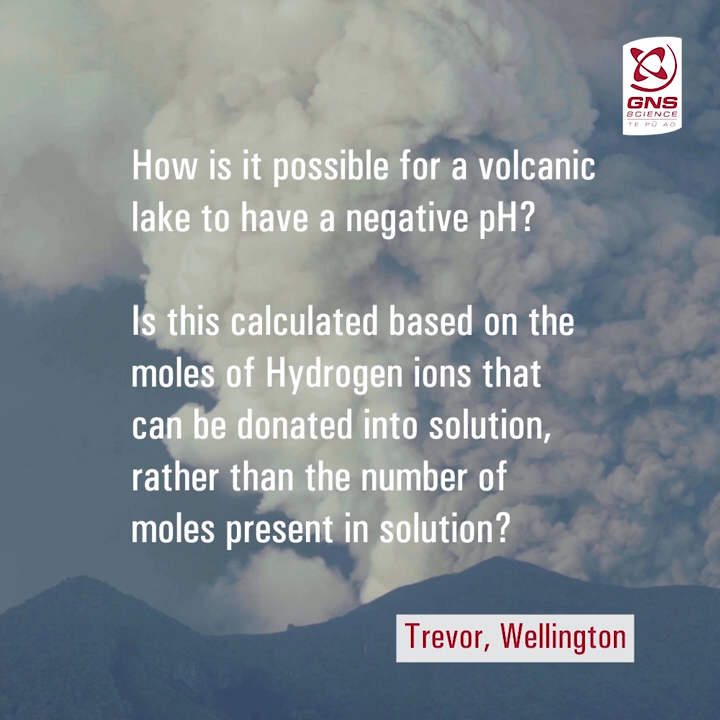 GNS
SCIENCE
TE PŪ AO
How is it possible for a volcanic
lake to have a negative pH?
Is this calculated based on the
moles of Hydrogen ions that
can be donated into solution,
rather than the number of
moles present in solution?
Trevor, Wellington